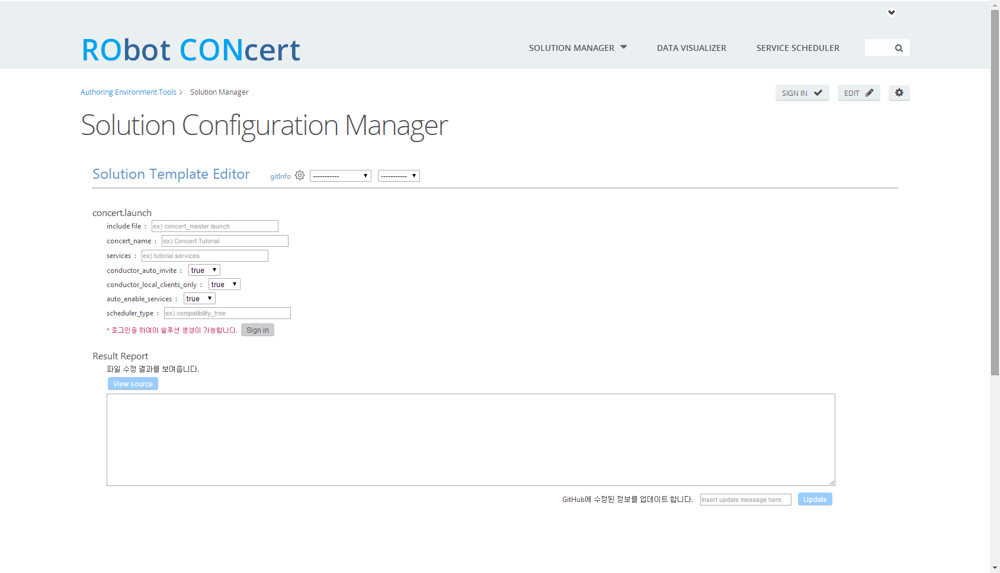 RObot CONcert
SOLUTION MANAGER
DATA VISUALIZER
SERVICE SCHEDULER
Authoring Environment Tools
Solution Manager
SIGN IN
EDIT
Solution Configuration Manager
Solution Template Editor
gitInfo
-----------
-----------
concert.launch
include file :
ex) concert_master.launch
concert_name :
ex) Concert Tutorial
services :
ex) tutorial.services
conductor_auto_invite :
true
conductor_local_clients_only :
true
auto_enable_services :
true
scheduler_type :
ex) compatibility_tree
* 로그인을 하여야 솔루션 생성이 가능합니다.
Sign in
Result Report
파일 수정 결과를 보여줍니다.
View source
GitHub에 수정된 정보를 업데이트 합니다.
Insert update message here.
Update